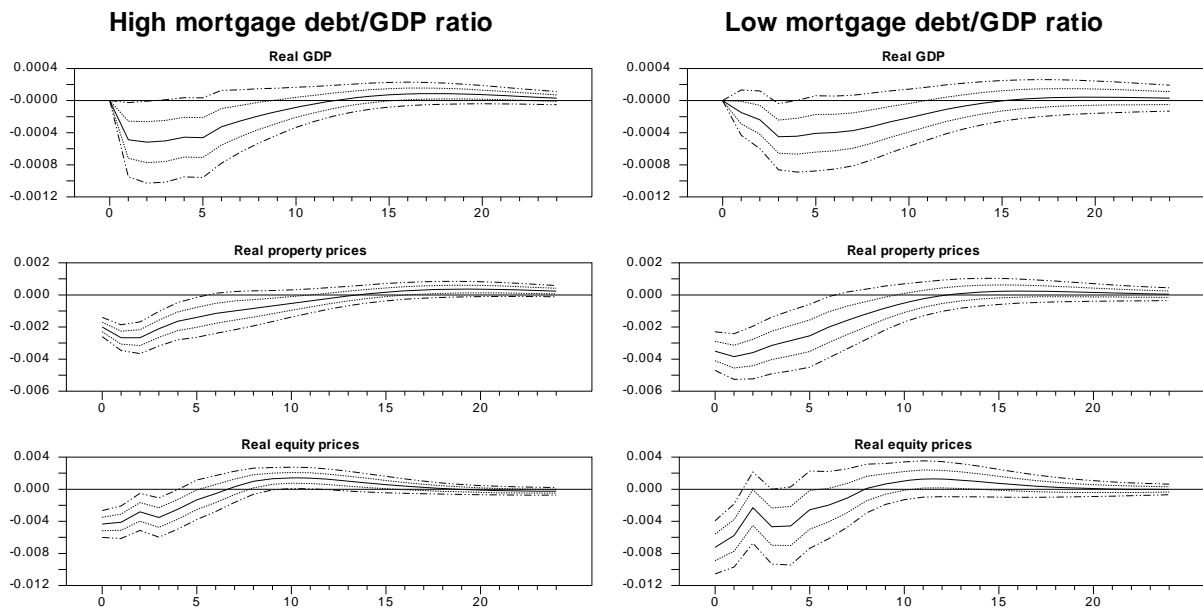 High mortgage debt/GDP ratio
Real GDP
0.0004
-0.0000
-0.0004
-0.0008
-0.0012
0 5 10 15 20
Real property prices
0.002
0.000
-0.002
-0.004
-0.006
0 5 10 15 20
Real equity prices
0.004
0.000
-0.004
-0.008
-0.012
0 5 10 15 20
Low mortgage debt/GDP ratio
Real GDP
0.0004
-0.0000
-0.0004
-0.0008
-0.0012
0 5 10 15 20
Real property prices
0.002
0.000
-0.002
-0.004
-0.006
0 5 10 15 20
Real equity prices
0.004
0.000
-0.004
-0.008
-0.012
0 5 10 15 20